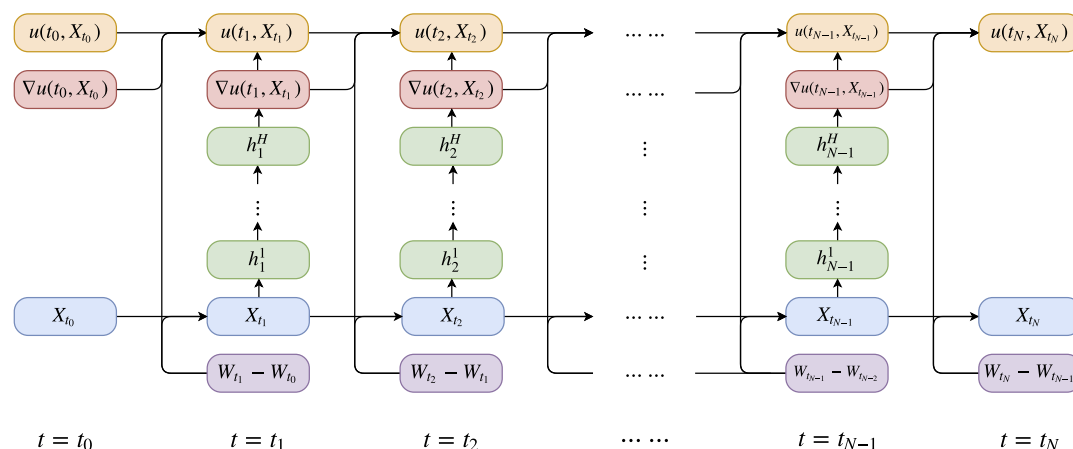 u(t_0, X_{t_0}) u(t_1, X_{t_1}) u(t_2, X_{t_2}) ⋯⋯ u(t_{N−1}, X_{t_{N−1}}) u(t_N, X_{t_N})
∇u(t_0, X_{t_0}) ∇u(t_1, X_{t_1}) ∇u(t_2, X_{t_2}) ⋯⋯ ∇u(t_{N−1}, X_{t_{N−1}})
h_1^H h_2^H ⋮ h_{N−1}^H
⋮ ⋮ ⋮ ⋮
h_1^1 h_2^1 ⋮ h_{N−1}^1
X_{t_0} X_{t_1} X_{t_2} ⋯⋯ X_{t_{N−1}} X_{t_N}
W_{t_1} − W_{t_0} W_{t_2} − W_{t_1} ⋯⋯ W_{t_{N−1}} − W_{t_{N−2}} W_{t_N} − W_{t_{N−1}}
t = t_0 t = t_1 t = t_2 ⋯⋯ t = t_{N−1} t = t_N